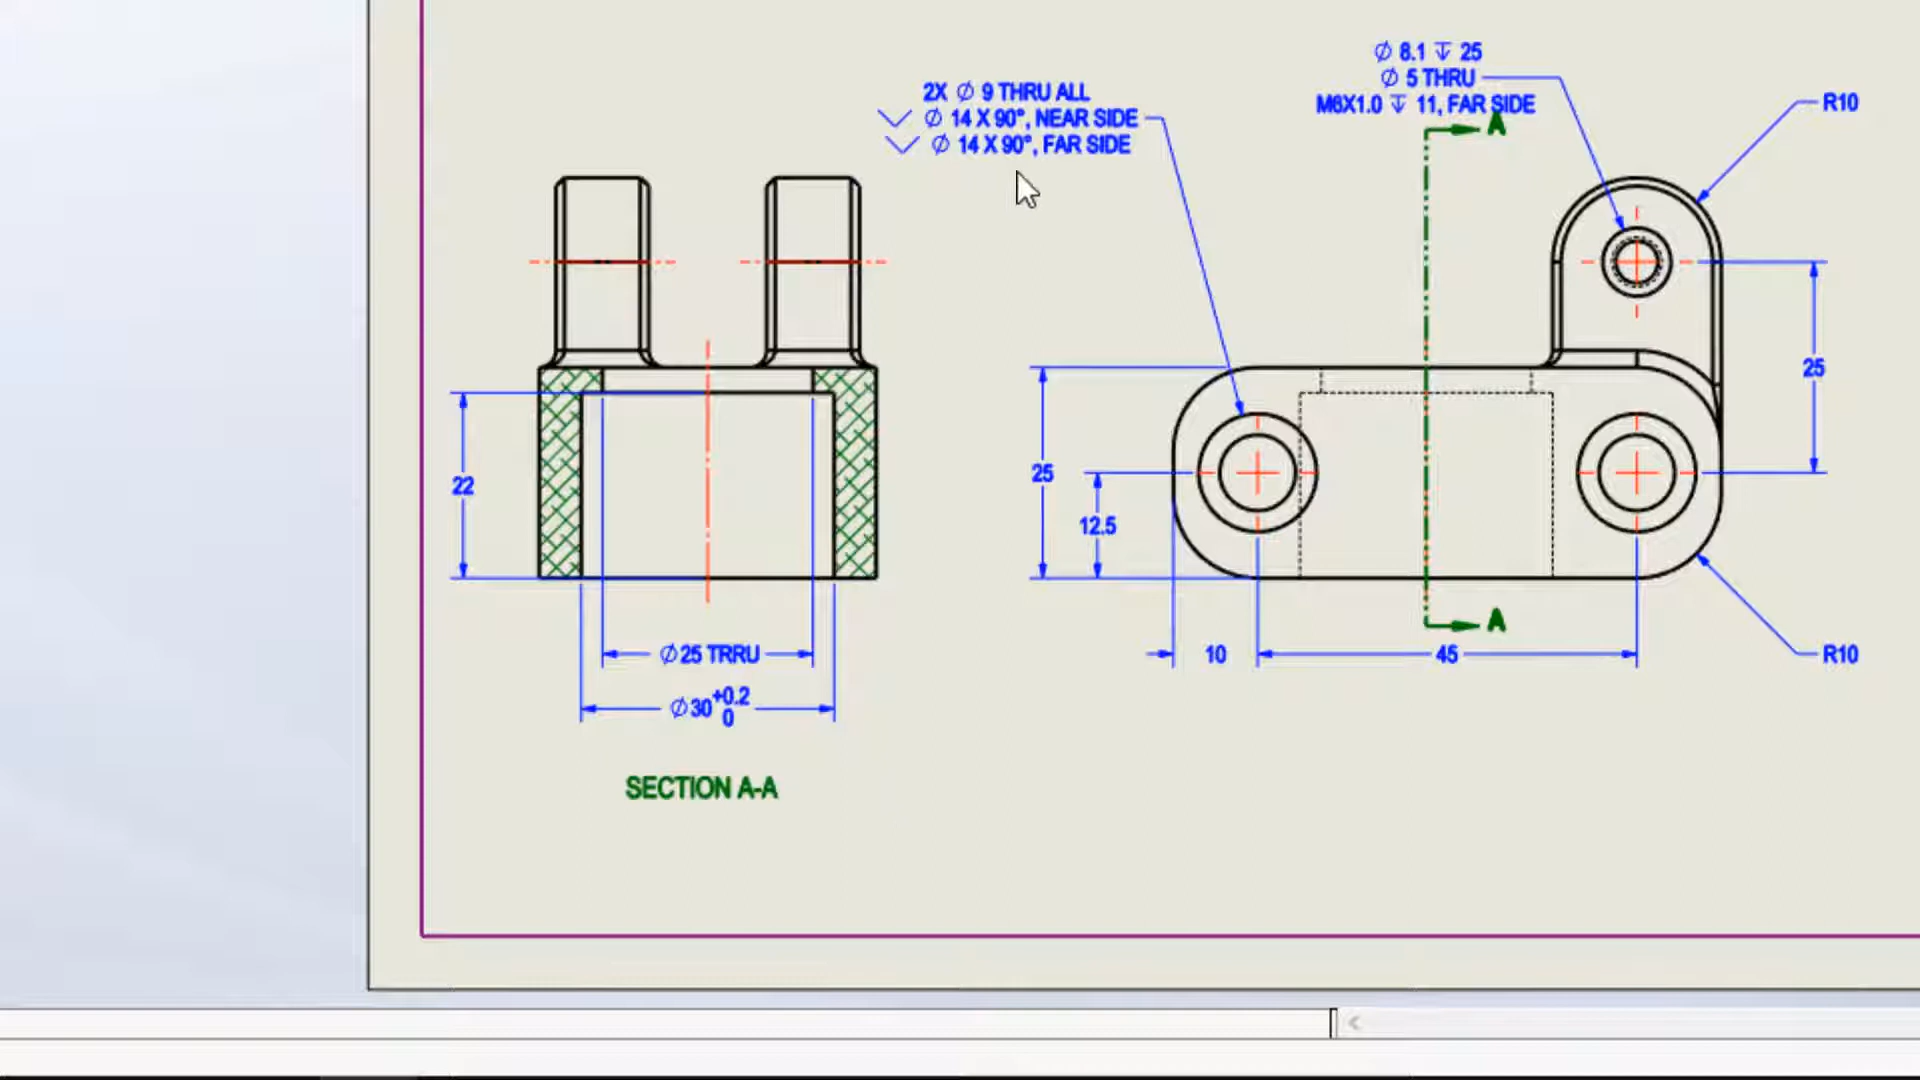 ⌀ 8.1 ↧ 25
⌀ 5 THRU
M6X1.0 ↧ 11, FAR SIDE
2X ⌀ 9 THRU ALL
⌵ ⌀ 14 X 90°, NEAR SIDE
⌵ ⌀ 14 X 90°, FAR SIDE
R10
A
25
22
25
12.5
A
⌀25 TRRU
10
45
R10
⌀30 +0.2
0
SECTION A-A